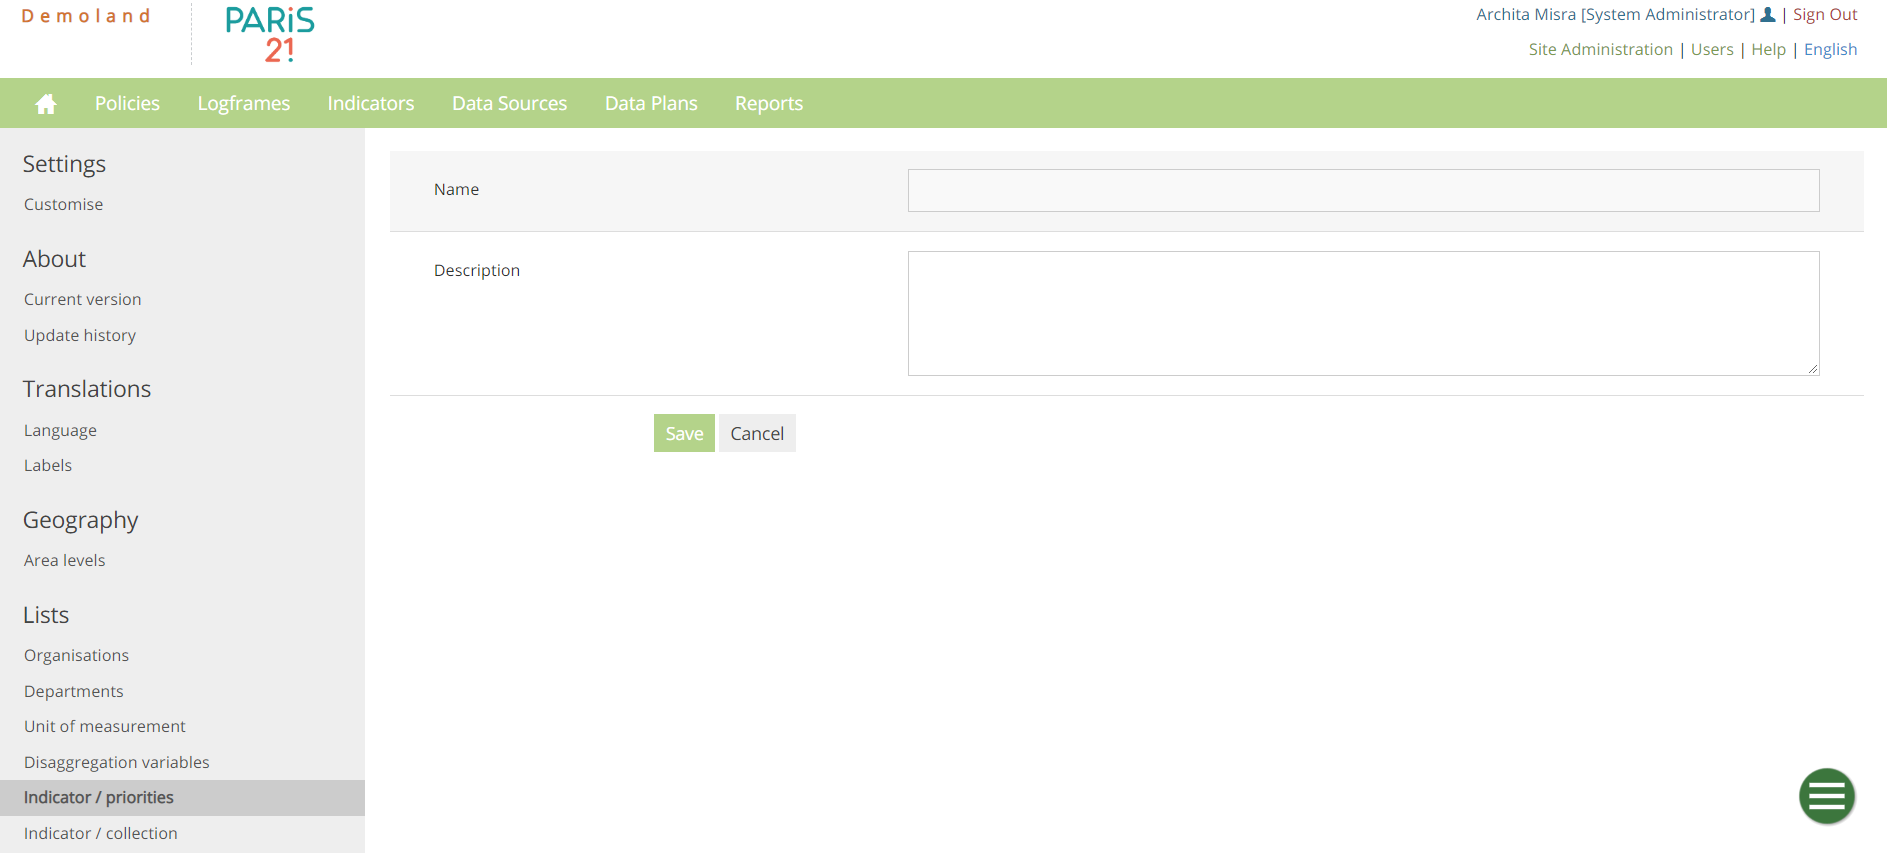 Demoland
PARiS
21
Archita Misra [System Administrator] | Sign Out
Site Administration | Users | Help | English
Policies Logframes Indicators Data Sources Data Plans Reports
Settings
Customise
About
Current version
Update history
Translations
Language
Labels
Geography
Area levels
Lists
Organisations
Departments
Unit of measurement
Disaggregation variables
Indicator / priorities
Indicator / collection
Name
Description
Save Cancel